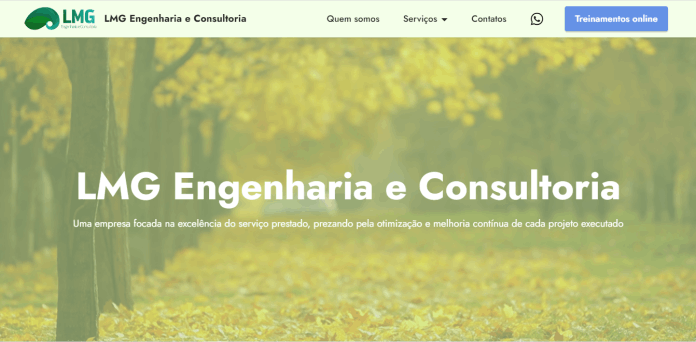 LMG
LMG Engenharia e Consultoria
Quem somos
Serviços
Contatos
Treinamentos online
LMG Engenharia e Consultoria
Uma empresa focada na excelência do serviço prestado, prezando pela otimização e melhoria contínua de cada projeto executado